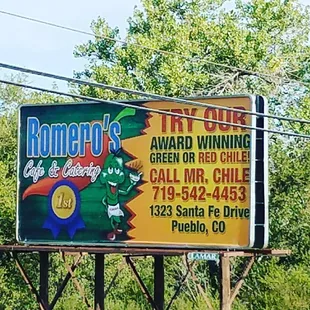 Romero's
Cafe & Catering
1st
TRY OUR
AWARD WINNING
GREEN OR RED CHILE!
CALL MR. CHILE
719-542-4453
1323 Santa Fe Drive
Pueblo, CO
LAMAR